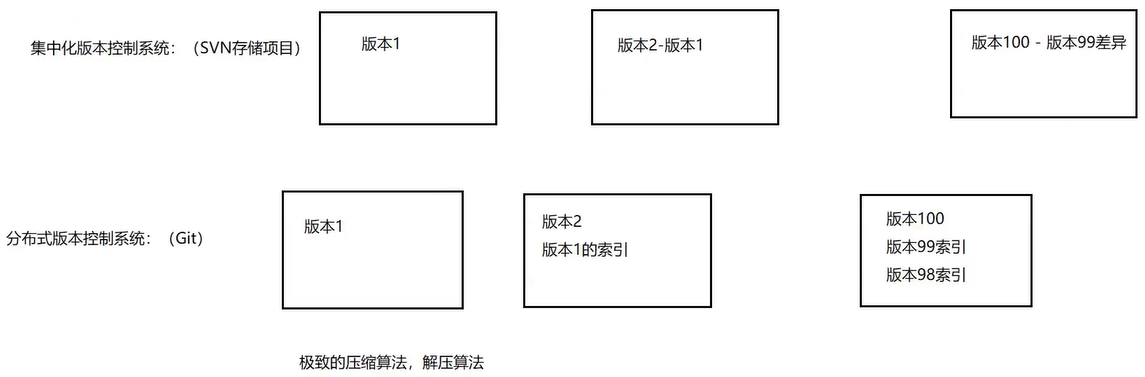 集中化版本控制系统：（SVN存储项目）
版本1
版本2-版本1
版本100 - 版本99差异
分布式版本控制系统：（Git）
版本1
版本2
版本1的索引
版本100
版本99索引
版本98索引
极致的压缩算法，解压算法